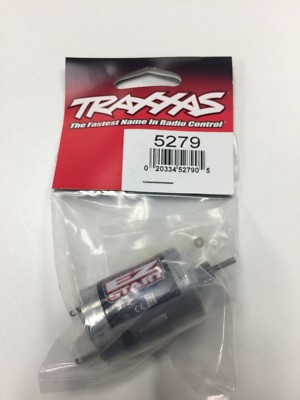 TRAXXAS
The Fastest Name In Radio Control
5279
0 20334 52790 5
EZ
START